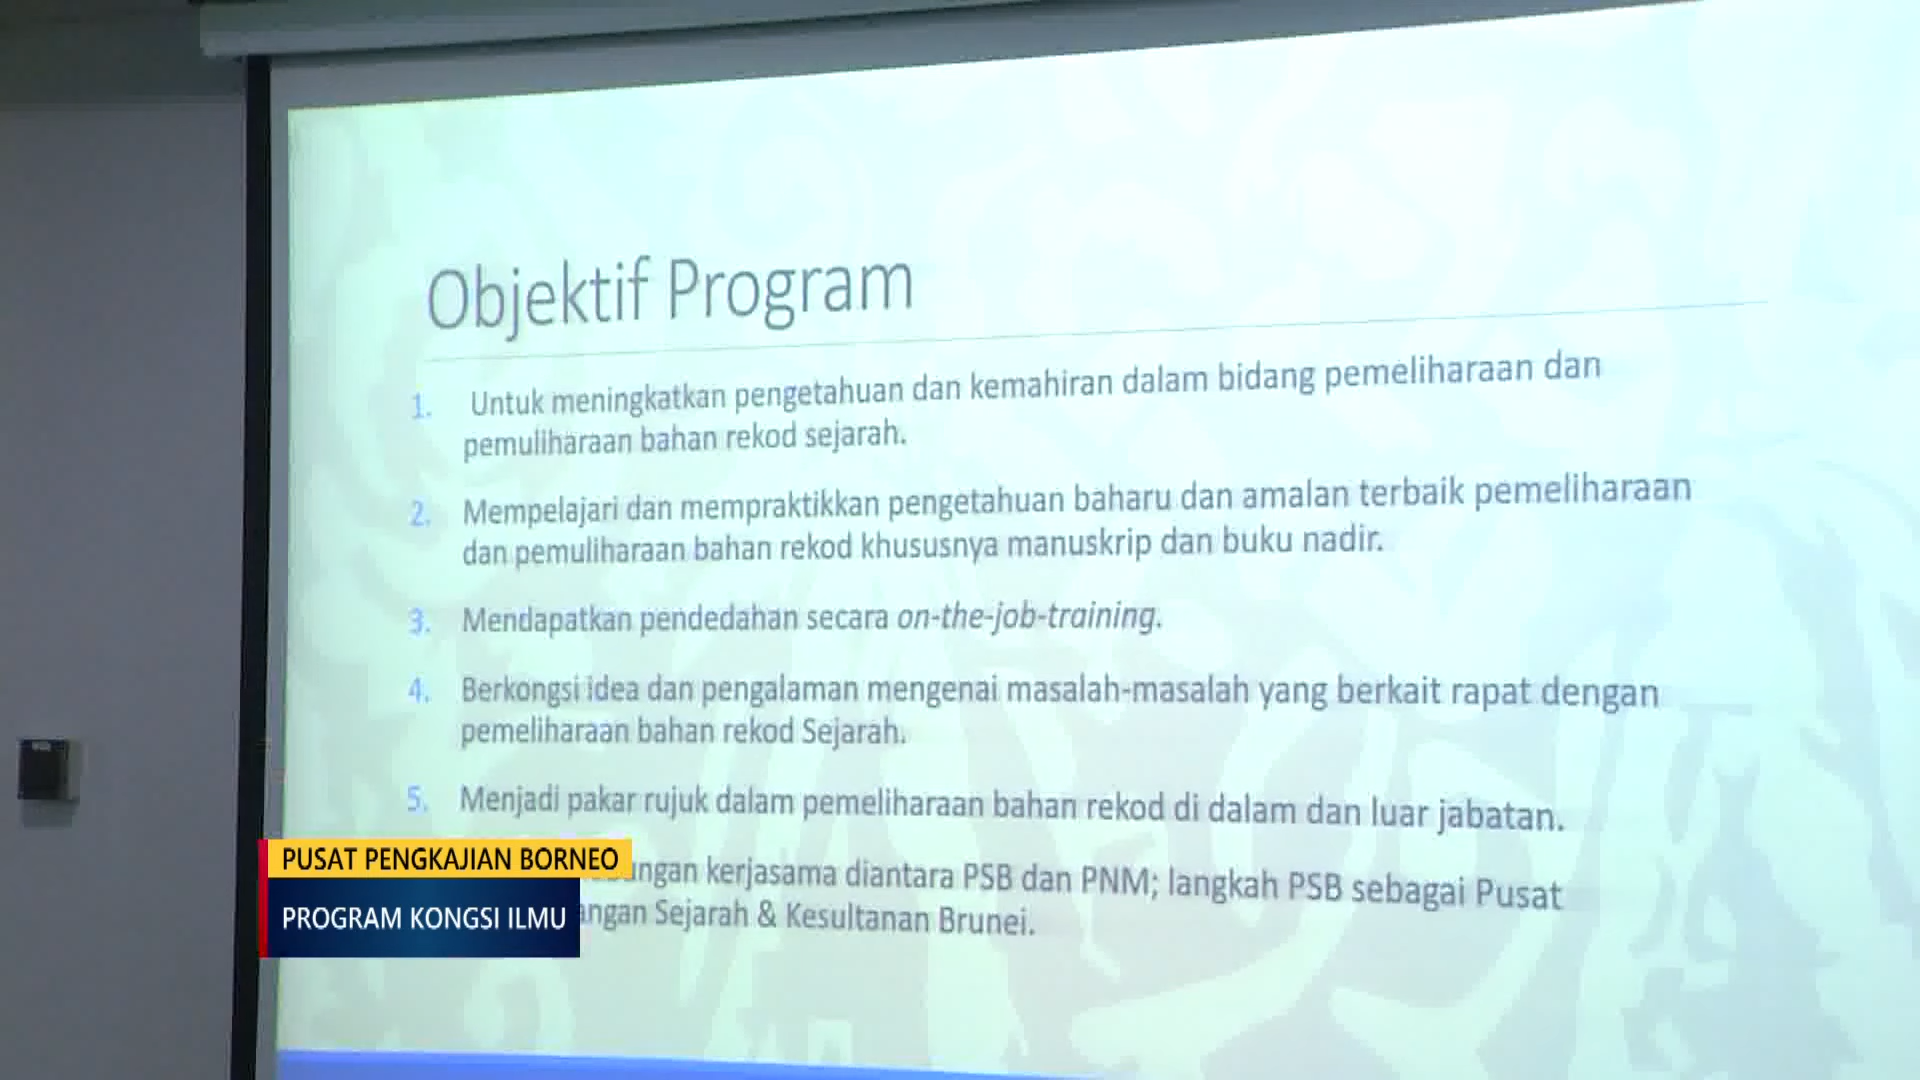 Objektif Program
1. Untuk meningkatkan pengetahuan dan kemahiran dalam bidang pemeliharaan dan
pemuliharaan bahan rekod sejarah.
2. Mempelajari dan mempraktikkan pengetahuan baharu dan amalan terbaik pemeliharaan
dan pemuliharaan bahan rekod khususnya manuskrip dan buku nadir.
3. Mendapatkan pendedahan secara on-the-job-training.
4. Berkongsi idea dan pengalaman mengenai masalah-masalah yang berkait rapat dengan
pemeliharaan bahan rekod Sejarah.
5. Menjadi pakar rujuk dalam pemeliharaan bahan rekod di dalam dan luar jabatan.
kerjasama diantara PSB dan PNM; langkah PSB sebagai Pusat
Sejarah & Kesultanan Brunei.
PUSAT PENGKAJIAN BORNEO
PROGRAM KONGSI ILMU